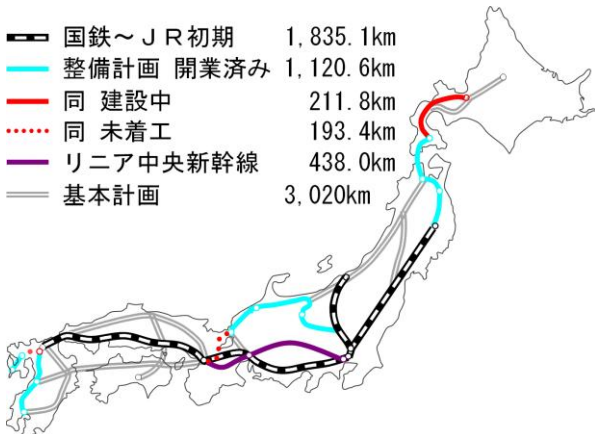 国鉄～ＪＲ初期 1,835.1km
整備計画 開業済み 1,120.6km
同 建設中 211.8km
同 未着工 193.4km
リニア中央新幹線 438.0km
基本計画 3,020km